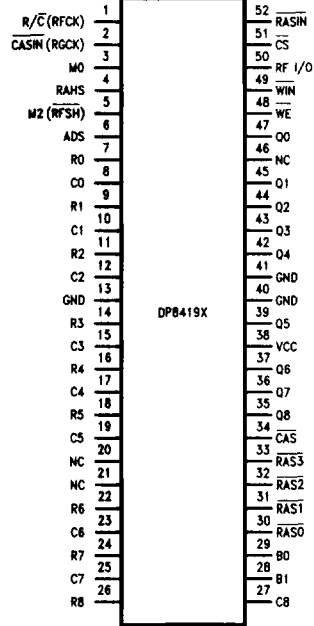 1 R/C̅ (RFCK)
2 C̅A̅S̅I̅N̅ (RGCK)
3 M0
4 RAHS
5 M2 (R̅F̅S̅H̅)
6 ADS
7 R0
8 C0
9 R1
10 C1
11 R2
12 C2
13 GND
14 R3
15 C3
16 R4
17 C4
18 R5
19 C5
20 NC
21 NC
22 R6
23 C6
24 R7
25 C7
26 R8
DP8419X
52 R̅A̅S̅I̅N̅
51 C̅S̅
50 RF I/O
49 W̅I̅N̅
48 W̅E̅
47 Q0
46 NC
45 Q1
44 Q2
43 Q3
42 Q4
41 GND
40 GND
39 Q5
38 VCC
37 Q6
36 Q7
35 Q8
34 C̅A̅S̅
33 R̅A̅S̅3̅
32 R̅A̅S̅2̅
31 R̅A̅S̅1̅
30 R̅A̅S̅0̅
29 B0
28 B1
27 C8